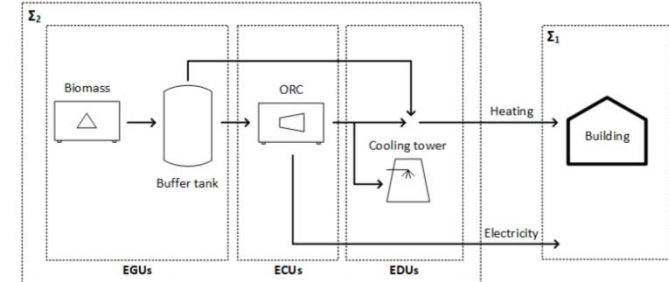 Σ2
Σ1
Biomass
ORC
Heating
Building
Cooling tower
Buffer tank
Electricity
EGUs
ECUs
EDUs